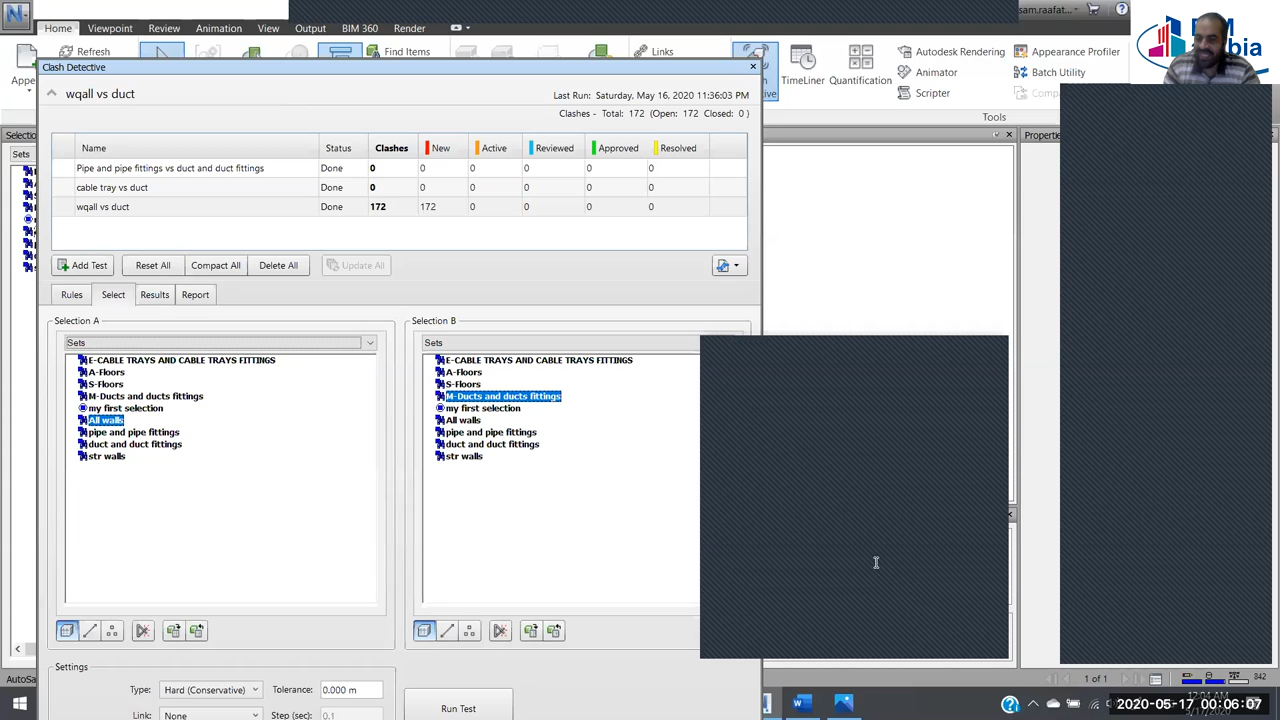 sam.raafat...
Home Viewpoint Review Animation View Output BIM 360 Render
Refresh Find Items Links TimeLiner Quantification Autodesk Rendering Appearance Profiler
Animator Batch Utility
Scripter
Tools
Clash Detective
wqall vs duct Last Run: Saturday, May 16, 2020 11:36:03 PM
Clashes - Total: 172 (Open: 172 Closed: 0 )
Name Status Clashes New Active Reviewed Approved Resolved
Pipe and pipe fittings vs duct and duct fittings Done 0 0 0 0 0 0
cable tray vs duct Done 0 0 0 0 0 0
wqall vs duct Done 172 172 0 0 0 0
Add Test Reset All Compact All Delete All Update All
Rules Select Results Report
Selection A Selection B
Sets Sets
E-CABLE TRAYS AND CABLE TRAYS FITTINGS E-CABLE TRAYS AND CABLE TRAYS FITTINGS
A-Floors A-Floors
S-Floors S-Floors
M-Ducts and ducts fittings M-Ducts and ducts fittings
my first selection my first selection
All walls All walls
pipe and pipe fittings pipe and pipe fittings
duct and duct fittings duct and duct fittings
str walls str walls
Settings
Type: Hard (Conservative) Tolerance: 0.000 m
Link: None Step (sec): 0.1
Run Test
Sets
1 of 1 842
2020-05-17 00:06:07